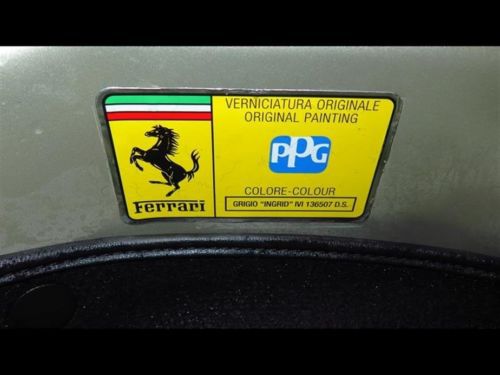 VERNICIATURA ORIGINALE
ORIGINAL PAINTING
PPG
COLORE-COLOUR
Ferrari
GRIGIO "INGRID" IVI 136507 D.S.